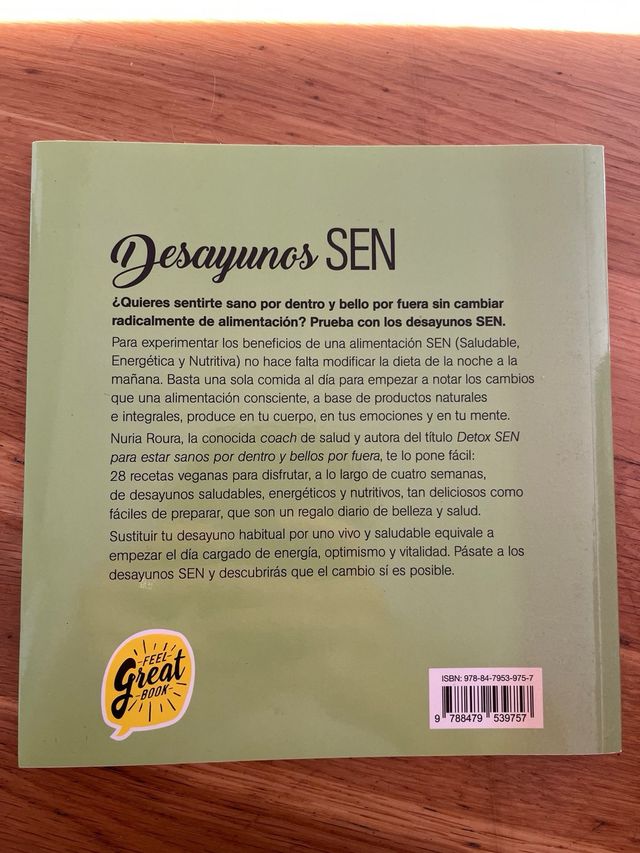 Desayunos SEN
¿Quieres sentirte sano por dentro y bello por fuera sin cambiar
radicalmente de alimentación? Prueba con los desayunos SEN.
Para experimentar los beneficios de una alimentación SEN (Saludable,
Energética y Nutritiva) no hace falta modificar la dieta de la noche a la
mañana. Basta una sola comida al día para empezar a notar los cambios
que una alimentación consciente, a base de productos naturales
e integrales, produce en tu cuerpo, en tus emociones y en tu mente.
Nuria Roura, la conocida coach de salud y autora del título Detox SEN
para estar sanos por dentro y bellos por fuera, te lo pone fácil:
28 recetas veganas para disfrutar, a lo largo de cuatro semanas,
de desayunos saludables, energéticos y nutritivos, tan deliciosos como
fáciles de preparar, que son un regalo diario de belleza y salud.
Sustituir tu desayuno habitual por uno vivo y saludable equivale a
empezar el día cargado de energía, optimismo y vitalidad. Pásate a los
desayunos SEN y descubrirás que el cambio sí es posible.
FEEL
Great
BOOK
ISBN: 978-84-7953-975-7
9 788479 539757